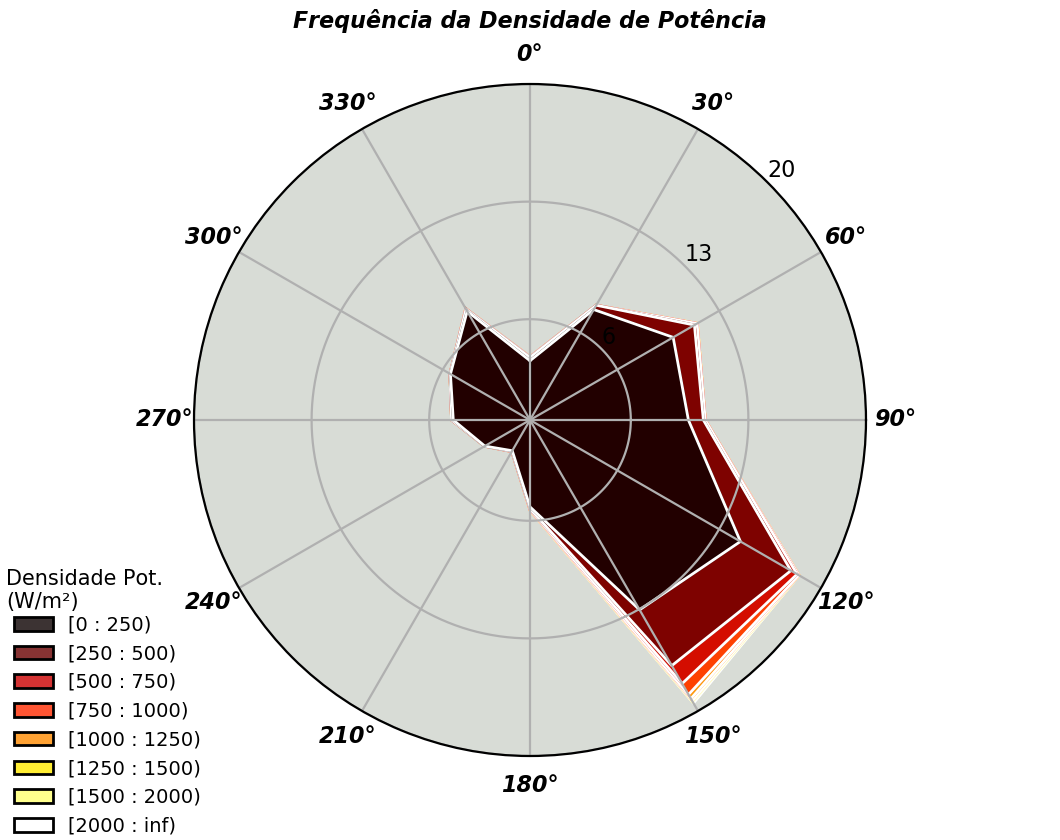 Frequência da Densidade de Potência
0°
330°
30°
20
300°
60°
13
6
270°
90°
240°
120°
210°
150°
180°
Densidade Pot.
(W/m²)
[0 : 250)
[250 : 500)
[500 : 750)
[750 : 1000)
[1000 : 1250)
[1250 : 1500)
[1500 : 2000)
[2000 : inf)